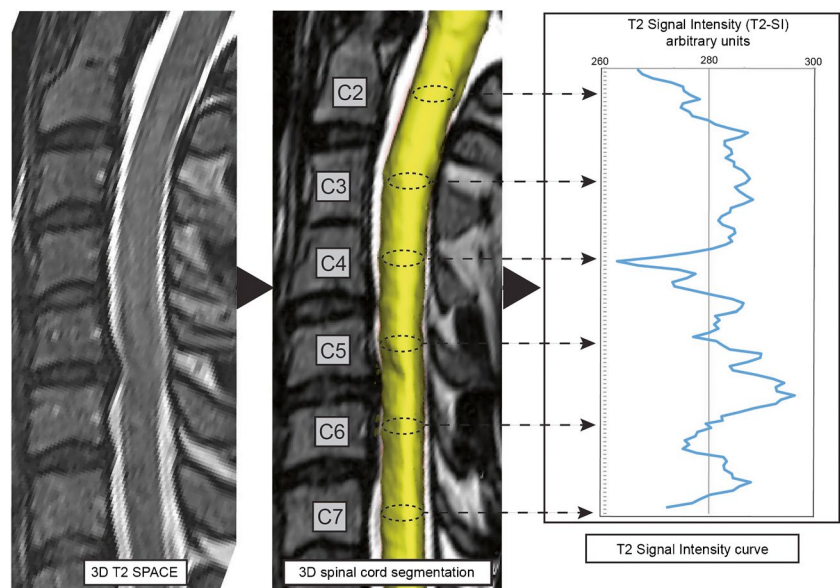 T2 Signal Intensity (T2-SI)
arbitrary units
260
280
300
C2
C3
C4
C5
C6
C7
3D T2 SPACE
3D spinal cord segmentation
T2 Signal Intensity curve